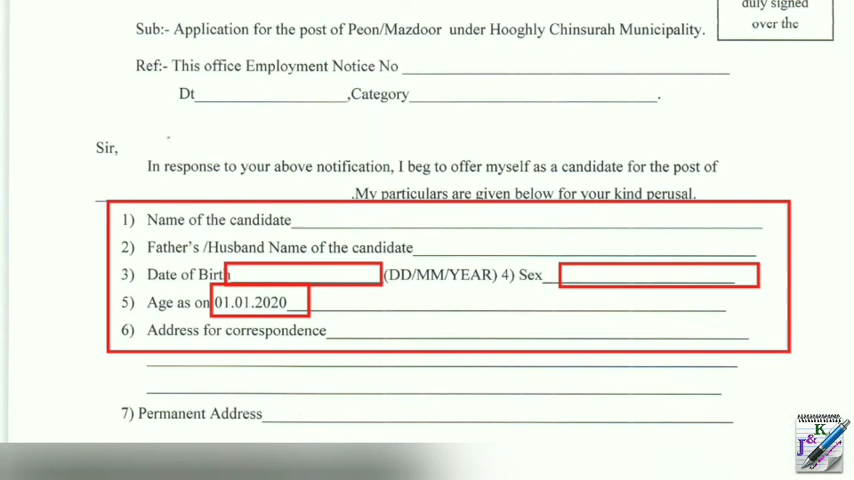 duly signed
over the
Sub:- Application for the post of Peon/Mazdoor under Hooghly Chinsurah Municipality.
Ref:- This office Employment Notice No
Dt ,Category .
Sir,
In response to your above notification, I beg to offer myself as a candidate for the post of
.My particulars are given below for your kind perusal.
1) Name of the candidate
2) Father's /Husband Name of the candidate
3) Date of Birth (DD/MM/YEAR) 4) Sex
5) Age as on 01.01.2020
6) Address for correspondence
7) Permanent Address
J&K